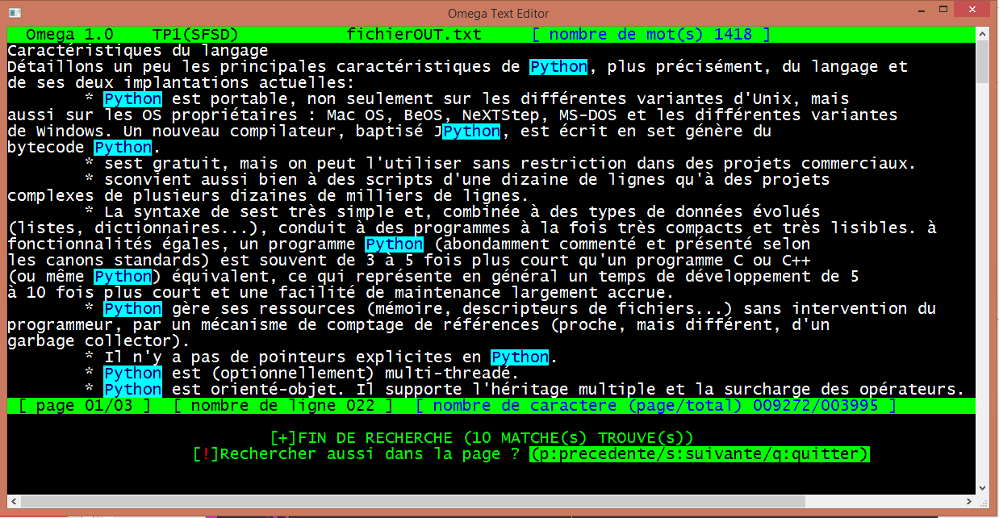 Omega Text Editor
Omega 1.0 TP1(SFSD) fichierOUT.txt [ nombre de mot(s) 1418 ]
Caractéristiques du langage
Détaillons un peu les principales caractéristiques de Python, plus précisément, du langage et
de ses deux implantations actuelles:
* Python est portable, non seulement sur les différentes variantes d'Unix, mais
aussi sur les OS propriétaires : Mac OS, BeOS, NeXTStep, MS-DOS et les différentes variantes
de Windows. Un nouveau compilateur, baptisé JPython, est écrit en set génère du
bytecode Python.
* sest gratuit, mais on peut l'utiliser sans restriction dans des projets commerciaux.
* sconvient aussi bien à des scripts d'une dizaine de lignes qu'à des projets
complexes de plusieurs dizaines de milliers de lignes.
* La syntaxe de sest très simple et, combinée à des types de données évolués
(listes, dictionnaires...), conduit à des programmes à la fois très compacts et très lisibles. à
fonctionnalités égales, un programme Python (abondamment commenté et présenté selon
les canons standards) est souvent de 3 à 5 fois plus court qu'un programme C ou C++
(ou même Python) équivalent, ce qui représente en général un temps de développement de 5
à 10 fois plus court et une facilité de maintenance largement accrue.
* Python gère ses ressources (mémoire, descripteurs de fichiers...) sans intervention du
programmeur, par un mécanisme de comptage de références (proche, mais différent, d'un
garbage collector).
* Il n'y a pas de pointeurs explicites en Python.
* Python est (optionnellement) multi-threadé.
* Python est orienté-objet. Il supporte l'héritage multiple et la surcharge des opérateurs.
[ page 01/03 ] [ nombre de ligne 022 ] [ nombre de caractere (page/total) 009272/003995 ]
[+]FIN DE RECHERCHE (10 MATCHE(s) TROUVE(s))
[!]Rechercher aussi dans la page ? (p:precedente/s:suivante/q:quitter)